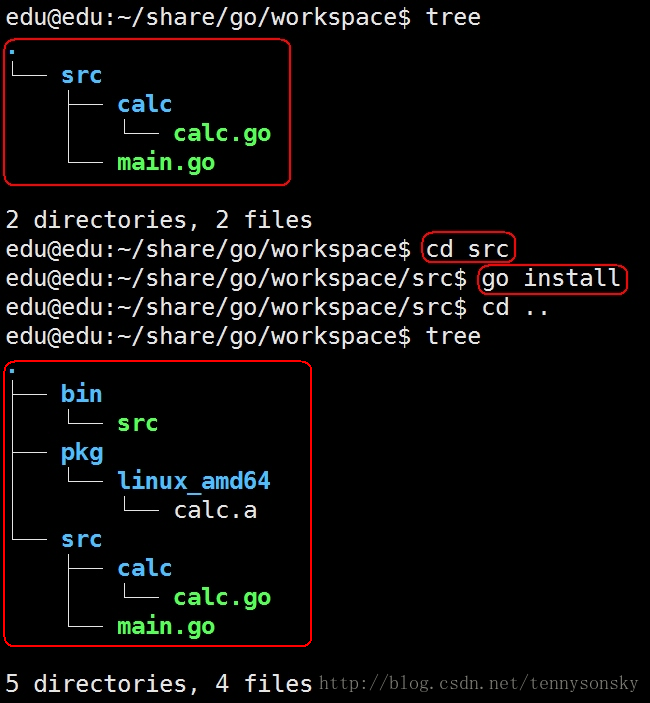 edu@edu:~/share/go/workspace$ tree
.
└── src
    ├── calc
    │   └── calc.go
    └── main.go
2 directories, 2 files
edu@edu:~/share/go/workspace$ cd src
edu@edu:~/share/go/workspace/src$ go install
edu@edu:~/share/go/workspace/src$ cd ..
edu@edu:~/share/go/workspace$ tree
.
├── bin
│   └── src
├── pkg
│   └── linux_amd64
│       └── calc.a
└── src
    ├── calc
    │   └── calc.go
    └── main.go
5 directories, 4 files http://blog.csdn.net/tennysonsky